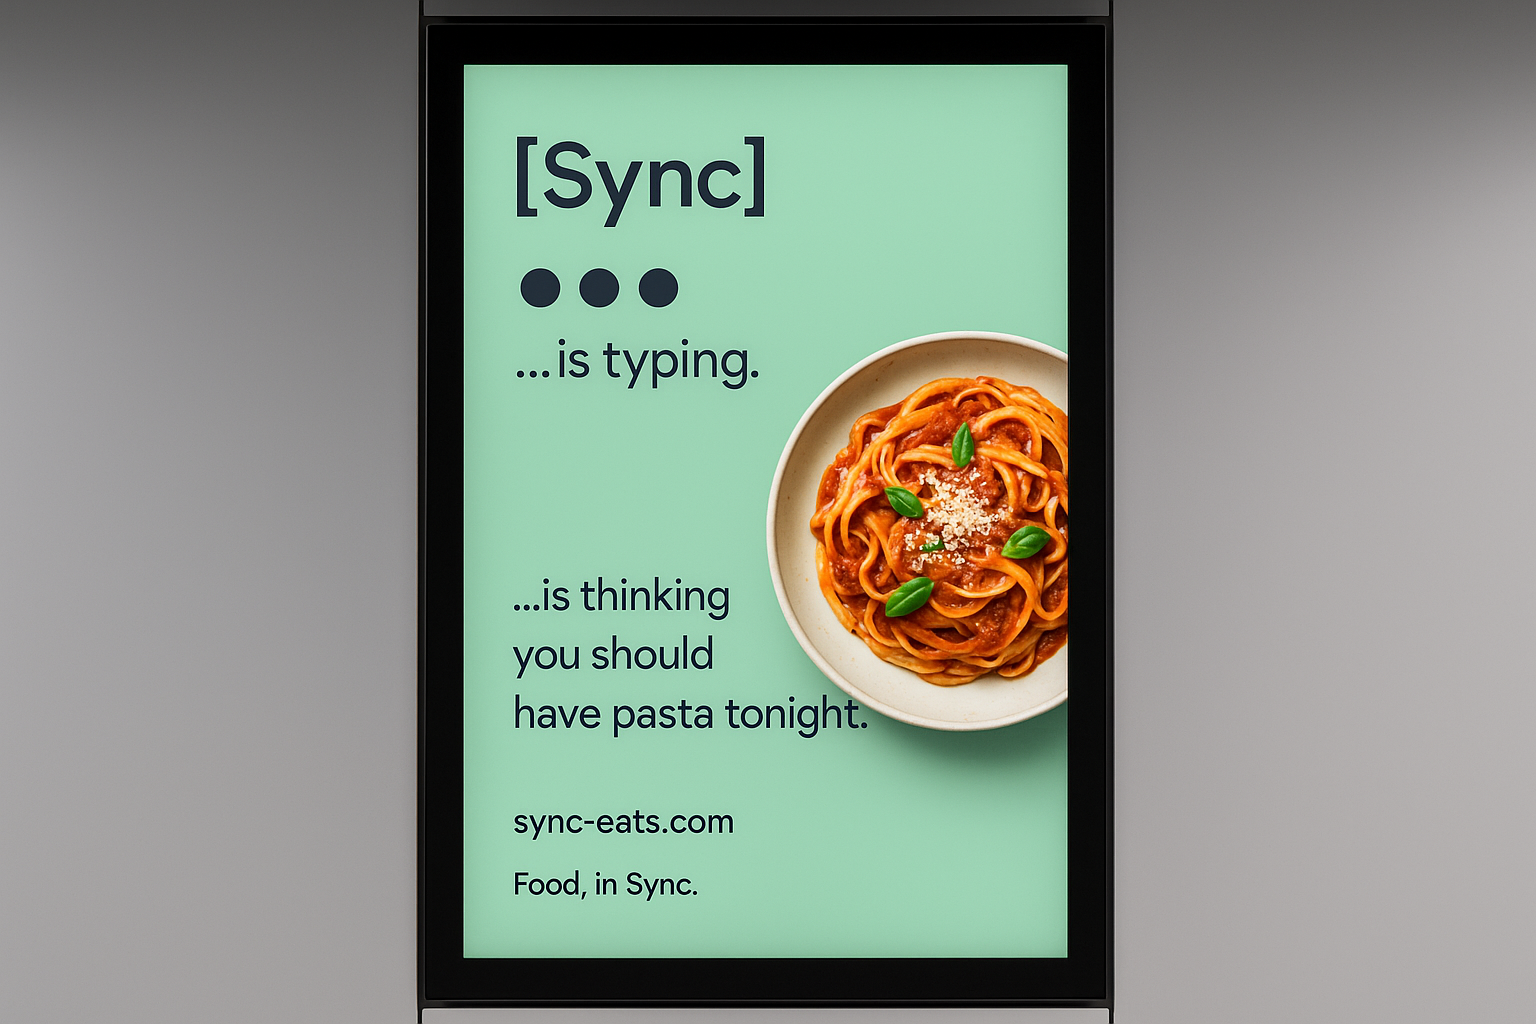 [Sync]
...is typing.
...is thinking
you should
have pasta tonight.
sync-eats.com
Food, in Sync.